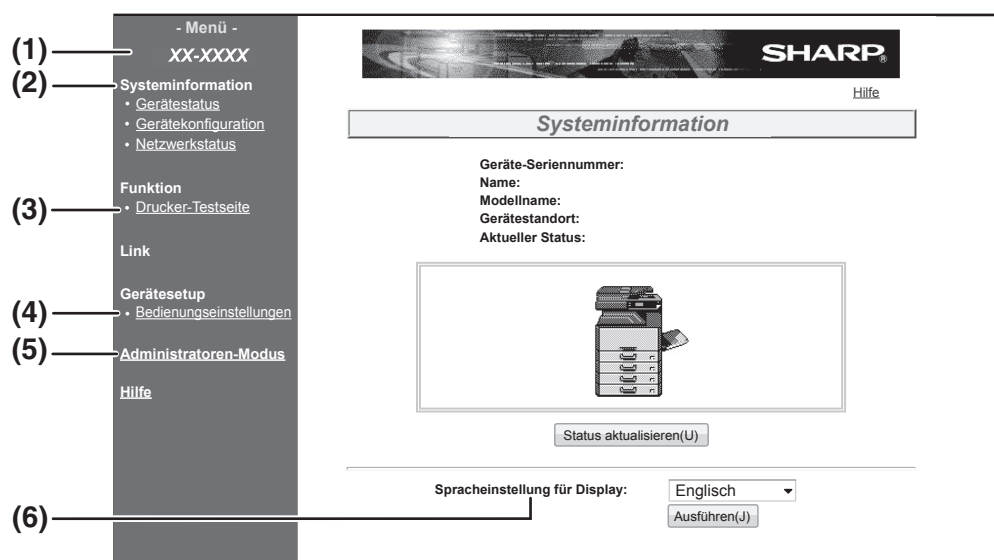 - Menü -
(1)
XX-XXXX
(2)
Systeminformation
• Gerätestatus
• Gerätekonfiguration
• Netzwerkstatus
Funktion
(3)
• Drucker-Testseite
Link
Gerätesetup
(4)
• Bedienungseinstellungen
(5)
Administratoren-Modus
Hilfe
(6)
SHARP®
Hilfe
Systeminformation
Geräte-Seriennummer:
Name:
Modellname:
Gerätestandort:
Aktueller Status:
Status aktualisieren(U)
Spracheinstellung für Display: Englisch
Ausführen(J)